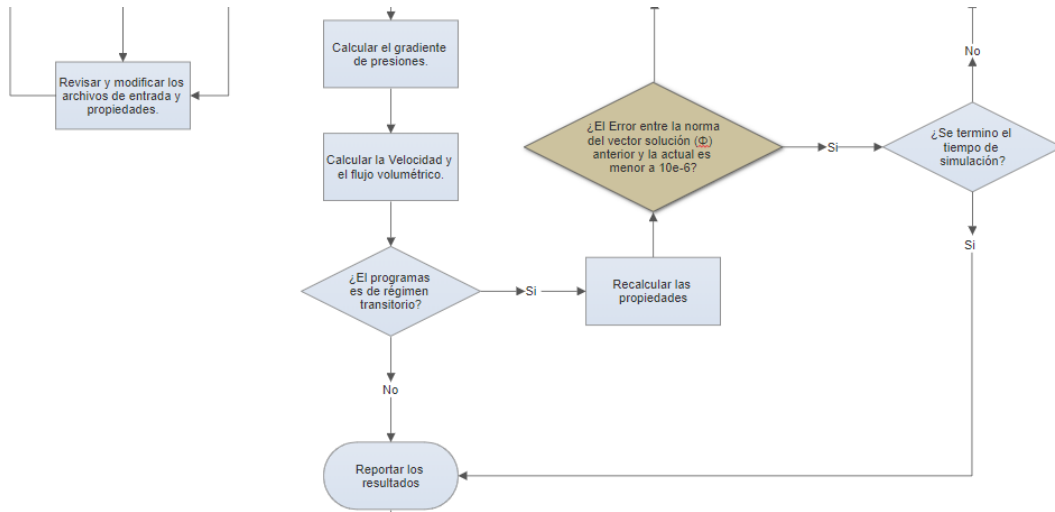 Revisar y modificar los
archivos de entrada y
propiedades.
Calcular el gradiente
de presiones.
Calcular la Velocidad y
el flujo volumétrico.
¿El programas
es de régimen
transitorio?
Si
No
Recalcular las
propiedades
¿El Error entre la norma
del vector solución (Φ)
anterior y la actual es
menor a 10e-6?
Si
No
¿Se termino el
tiempo de
simulación?
Si
Reportar los
resultados